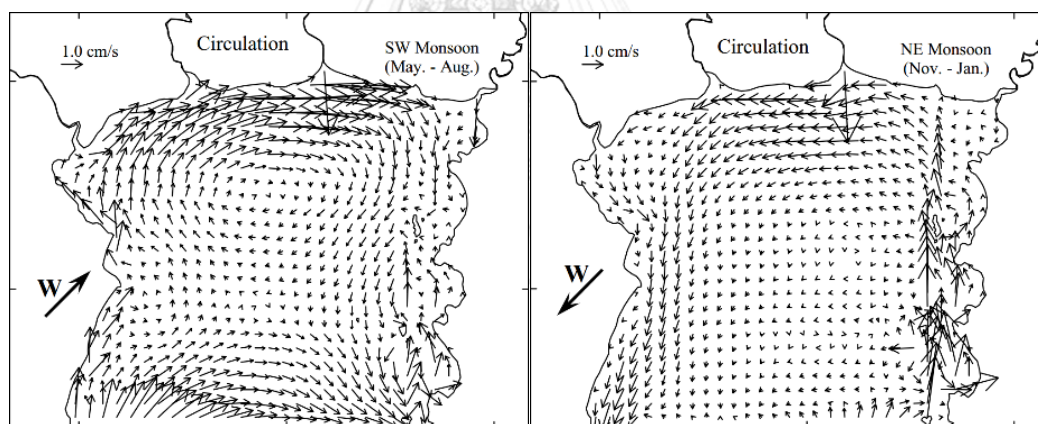 Circulation
1.0 cm/s
SW Monsoon
(May. - Aug.)
W
Circulation
1.0 cm/s
NE Monsoon
(Nov. - Jan.)
W